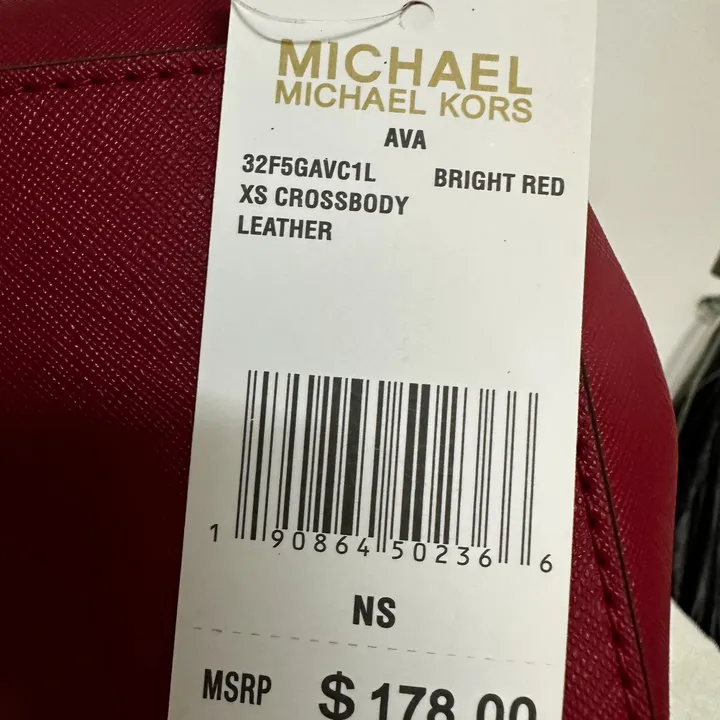 MICHAEL
MICHAEL KORS
AVA
32F5GAVC1L BRIGHT RED
XS CROSSBODY
LEATHER
1 90864 50236 6
NS
MSRP $178.00